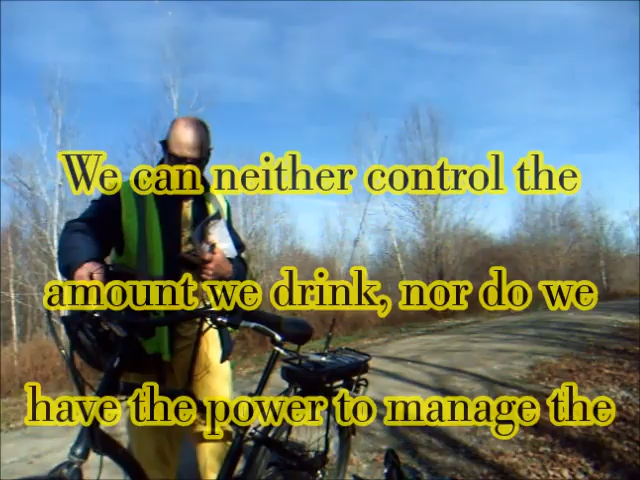 We can neither control the
amount we drink, nor do we
have the power to manage the